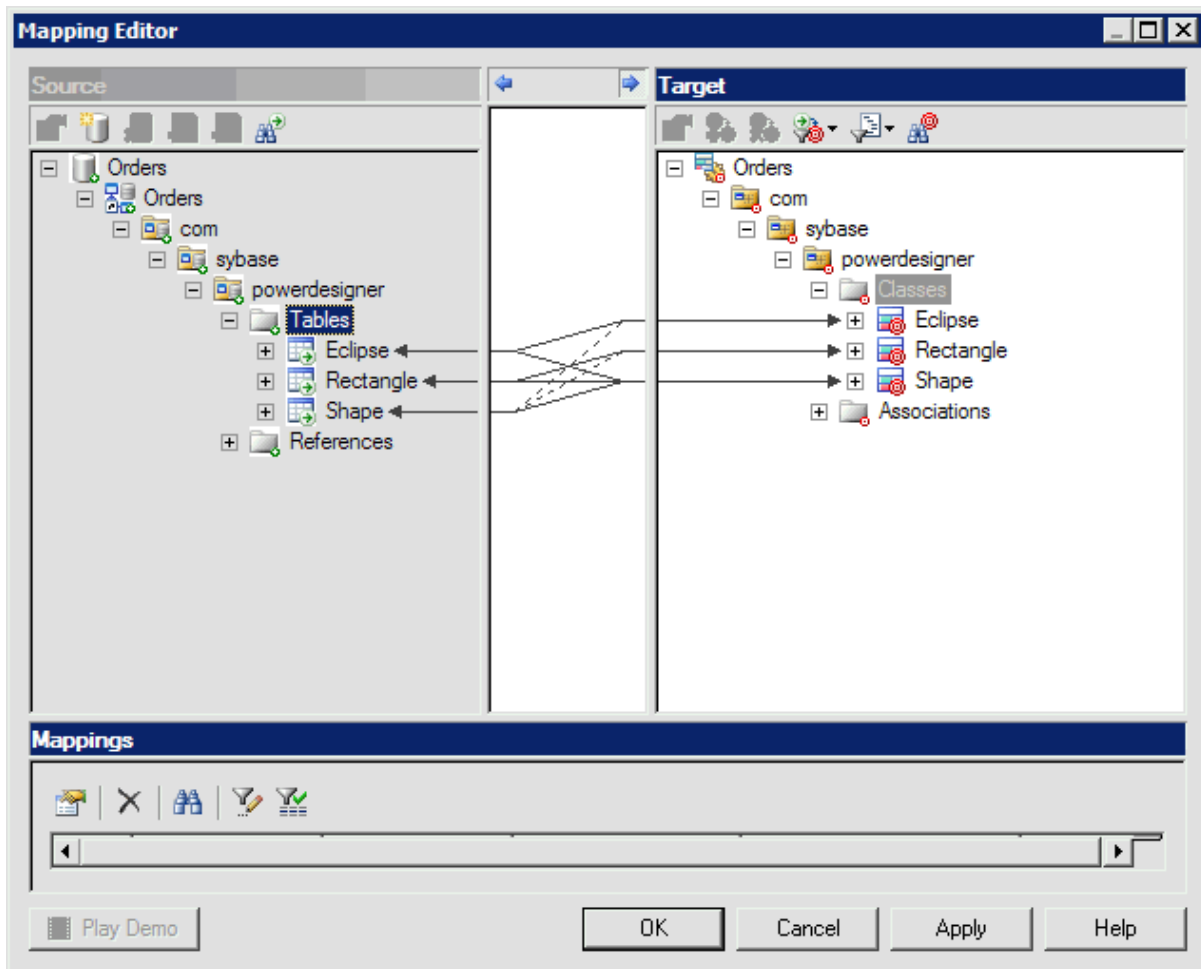 Mapping Editor
Source
Target
Orders
Orders
com
sybase
powerdesigner
Tables
Eclipse
Rectangle
Shape
References
Orders
com
sybase
powerdesigner
Classes
Eclipse
Rectangle
Shape
Associations
Mappings
Play Demo
OK
Cancel
Apply
Help